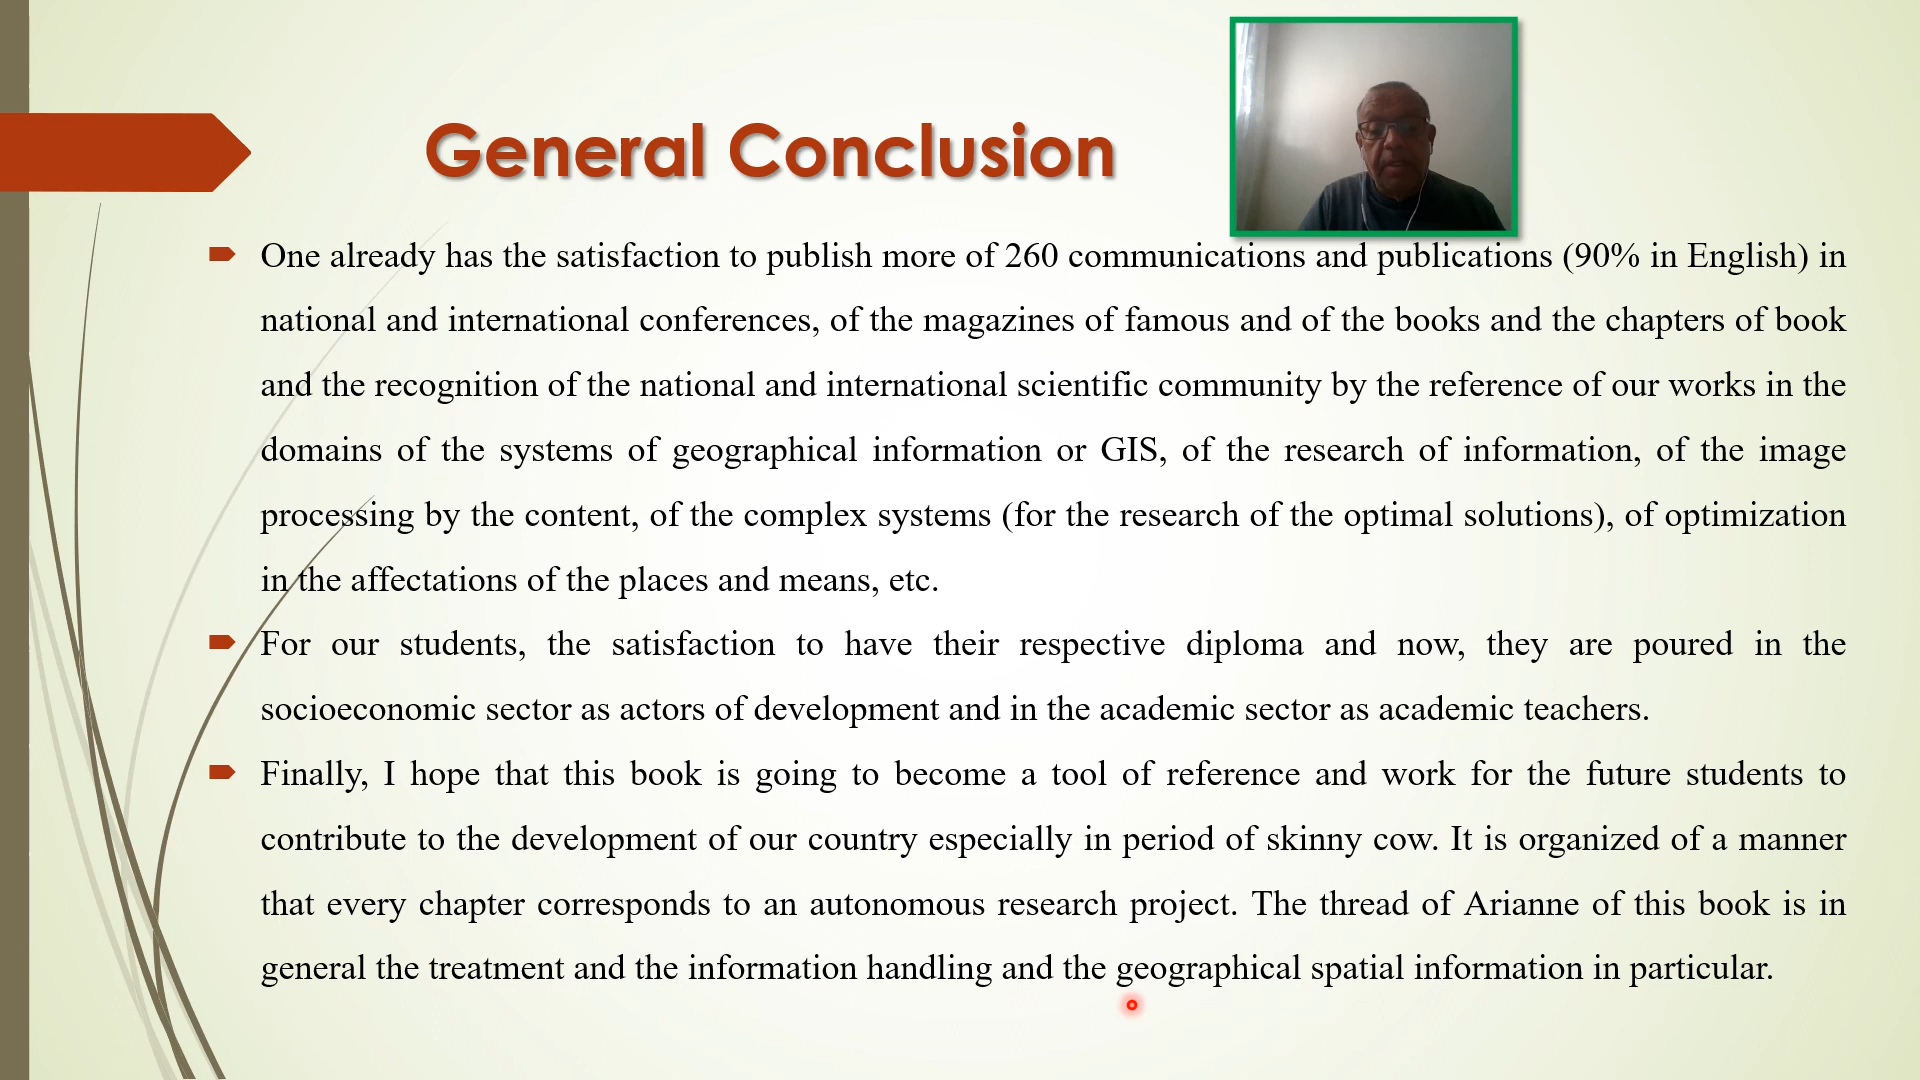 General Conclusion
One already has the satisfaction to publish more of 260 communications and publications (90% in English) in
national and international conferences, of the magazines of famous and of the books and the chapters of book
and the recognition of the national and international scientific community by the reference of our works in the
domains of the systems of geographical information or GIS, of the research of information, of the image
processing by the content, of the complex systems (for the research of the optimal solutions), of optimization
in the affectations of the places and means, etc.
For our students, the satisfaction to have their respective diploma and now, they are poured in the
socioeconomic sector as actors of development and in the academic sector as academic teachers.
Finally, I hope that this book is going to become a tool of reference and work for the future students to
contribute to the development of our country especially in period of skinny cow. It is organized of a manner
that every chapter corresponds to an autonomous research project. The thread of Arianne of this book is in
general the treatment and the information handling and the geographical spatial information in particular.